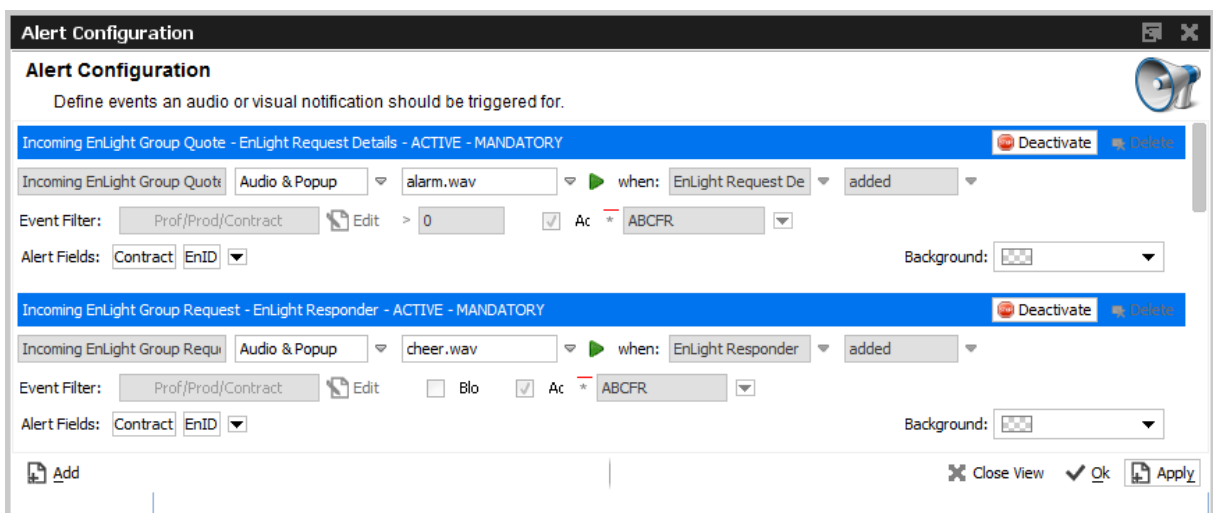 Alert Configuration
Alert Configuration
Define events an audio or visual notification should be triggered for.
Incoming EnLight Group Quote - EnLight Request Details - ACTIVE - MANDATORY Deactivate Delete
Incoming EnLight Group Quote Audio & Popup alarm.wav when: EnLight Request De added
Event Filter: Prof/Prod/Contract Edit > 0 Ac * ABCFR
Alert Fields: Contract EnID Background:
Incoming EnLight Group Request - EnLight Responder - ACTIVE - MANDATORY Deactivate Delete
Incoming EnLight Group Reque Audio & Popup cheer.wav when: EnLight Responder added
Event Filter: Prof/Prod/Contract Edit Blo Ac * ABCFR
Alert Fields: Contract EnID Background:
Add Close View Ok Apply